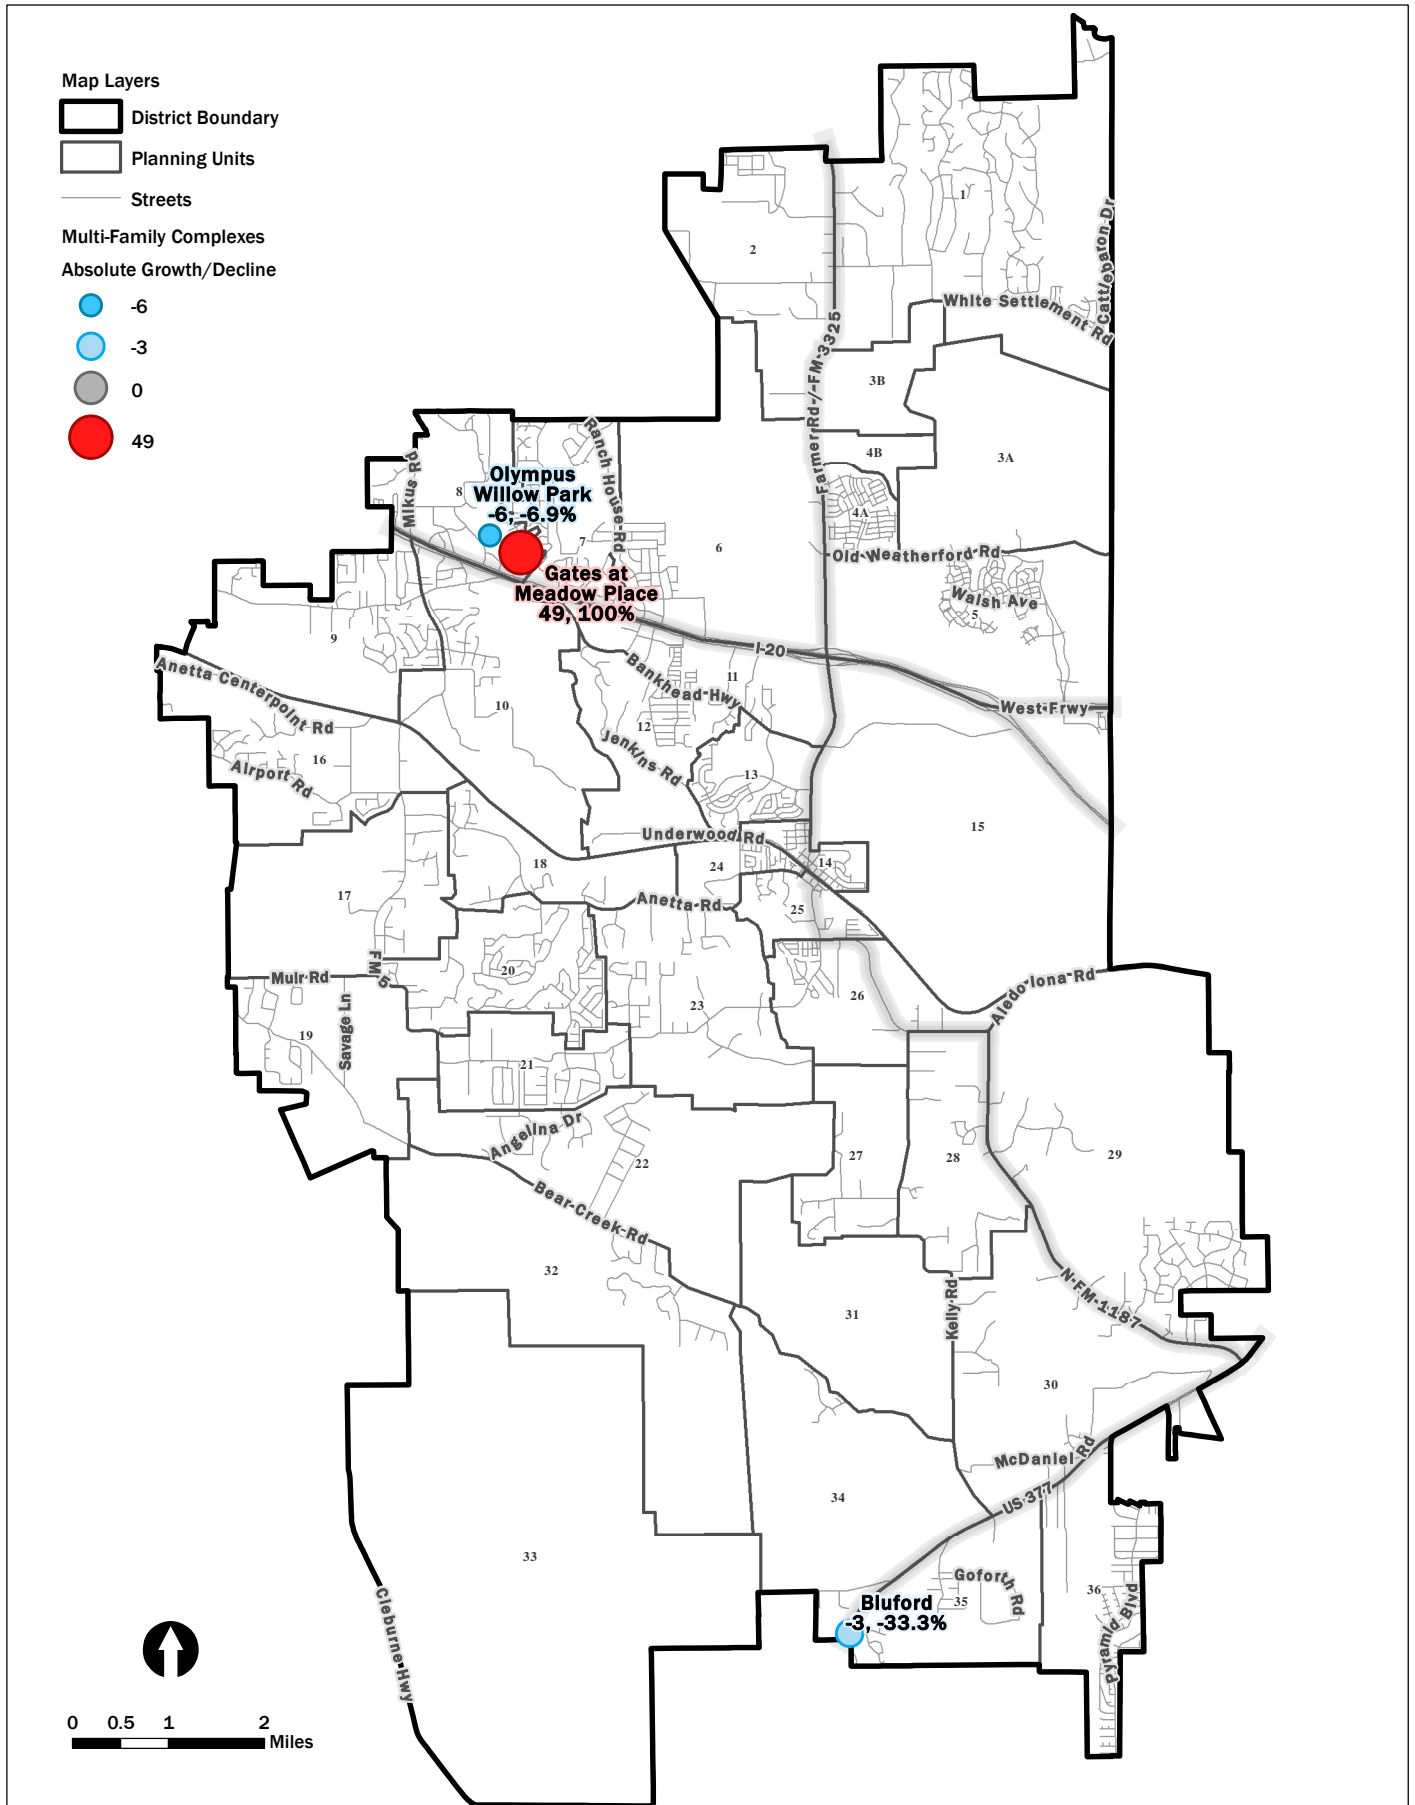 Map Layers
District Boundary
Planning Units
Streets
Multi-Family Complexes
Absolute Growth/Decline
-6
-3
0
49
1
2
Cattlebaron Dr
White Settlement Rd
Farmer-Rd-/-FM-3325
3B
3A
4B
4A
Old-Weatherford Rd
Walsh Ave
5
Mikus Rd
Ranch House-Rd
8
Olympus
Willow Park
-6, -6.9%
7
6
Gates at
Meadow Place
49, 100%
9
I-20
West-Frwy
Anetta Centerpoint Rd
Bankhead-Hwy
11
10
12
Jenkins Rd
16
Airport Rd
13
15
Underwood Rd
14
18
24
17
Anetta-Rd
25
FM 5
20
Muir Rd
Savage Ln
23
26
Aledo-Iona-Rd
19
21
Angelina Dr
22
27
28
29
Bear-Creek-Rd
32
31
Kelly Rd
N-FM-1187
30
McDaniel Rd
US 377
34
33
Goforth Rd
Bluford
-3, -33.3%
35
36
Pyramid Blvd
Cleburne Hwy
0 0.5 1 2
Miles